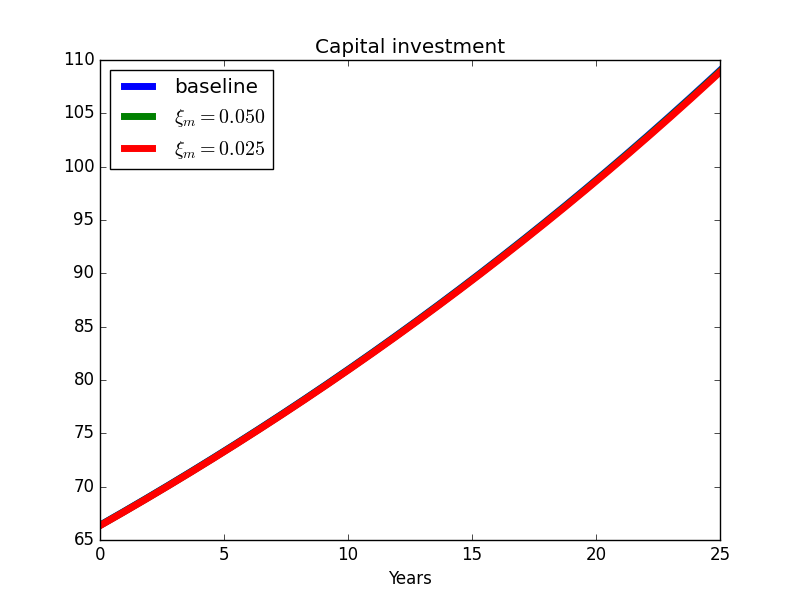 Capital investment
110
105
100
95
90
85
80
75
70
65
baseline
ξm = 0.050
ξm = 0.025
0 5 10 15 20 25
Years